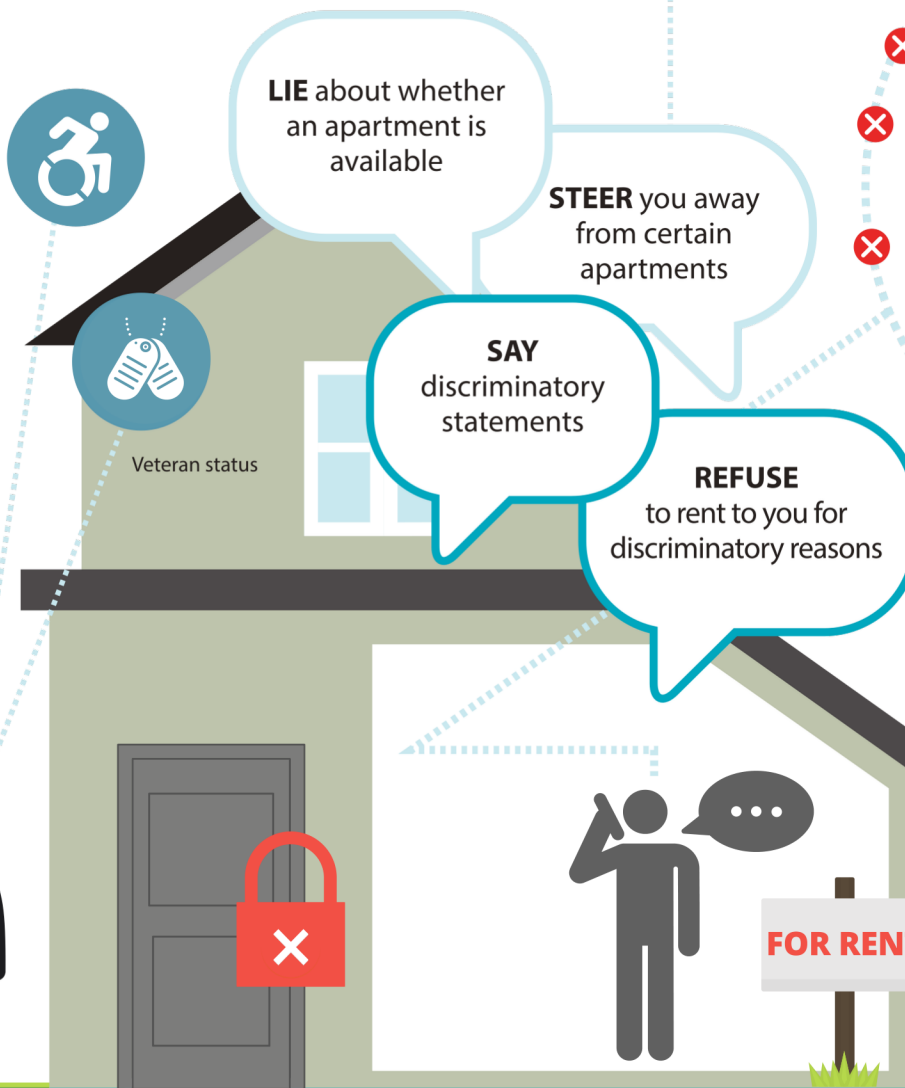 LIE about whether
an apartment is
available
STEER you away
from certain
apartments
SAY
discriminatory
statements
Veteran status
REFUSE
to rent to you for
discriminatory reasons
FOR REN